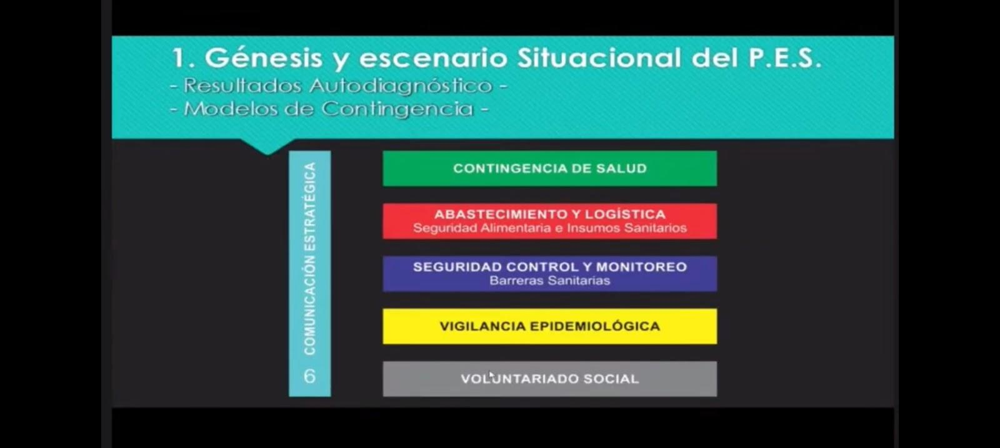 1. Génesis y escenario Situacional del P.E.S.
- Resultados Autodiagnóstico -
- Modelos de Contingencia -
6 COMUNICACIÓN ESTRATÉGICA
CONTINGENCIA DE SALUD
ABASTECIMIENTO Y LOGÍSTICA
Seguridad Alimentaria e Insumos Sanitarios
SEGURIDAD CONTROL Y MONITOREO
Barreras Sanitarias
VIGILANCIA EPIDEMIOLÓGICA
VOLUNTARIADO SOCIAL